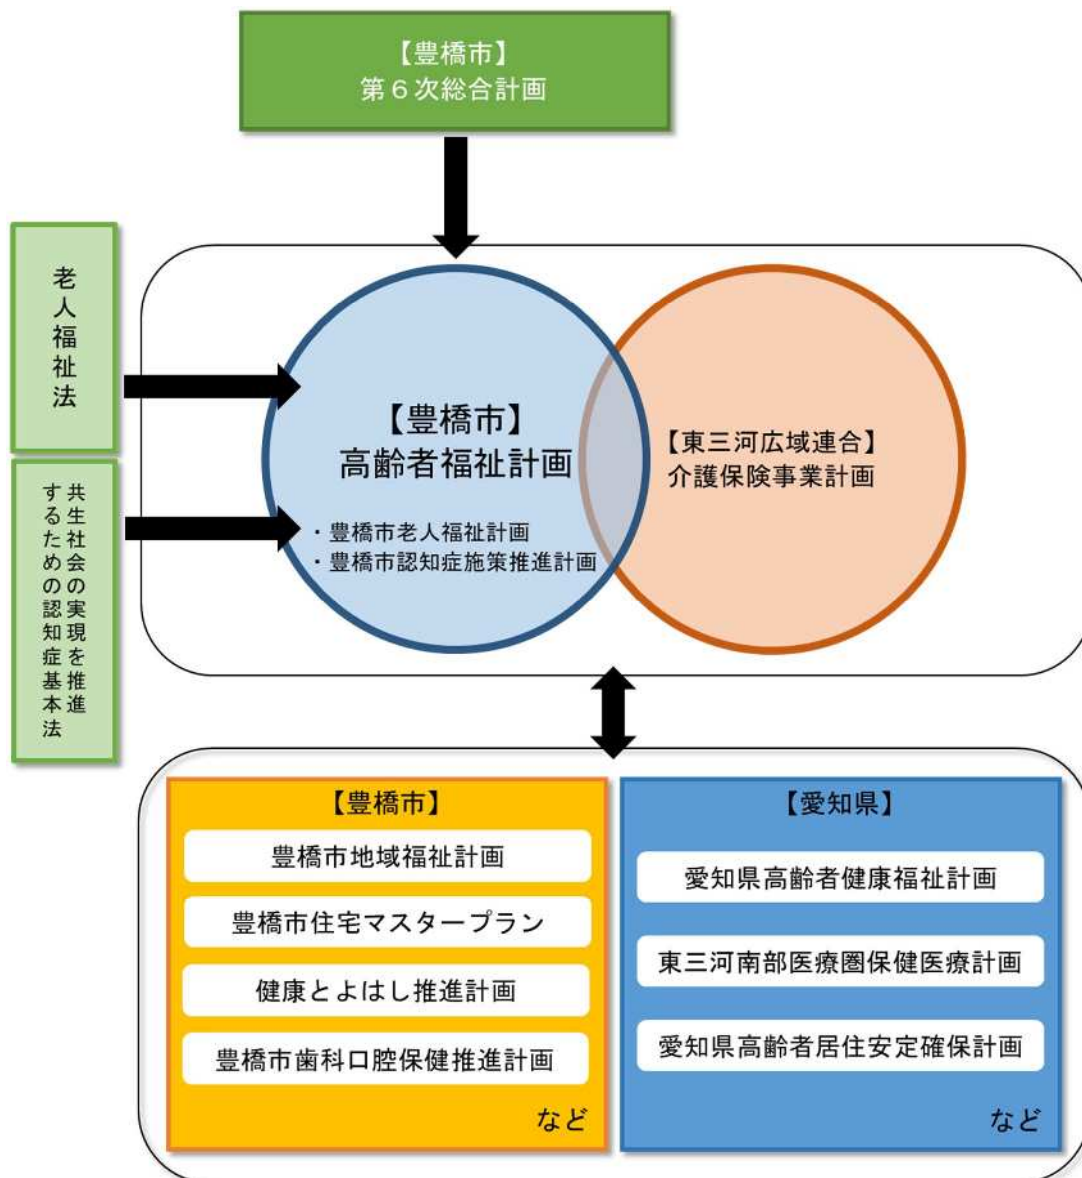 【豊橋市】
第６次総合計画
老人福祉法
共生社会の実現を推進
するための認知症基本法
【豊橋市】
高齢者福祉計画
・豊橋市老人福祉計画
・豊橋市認知症施策推進計画
【東三河広域連合】
介護保険事業計画
【豊橋市】
豊橋市地域福祉計画
豊橋市住宅マスタープラン
健康とよはし推進計画
豊橋市歯科口腔保健推進計画
など
【愛知県】
愛知県高齢者健康福祉計画
東三河南部医療圏保健医療計画
愛知県高齢者居住安定確保計画
など